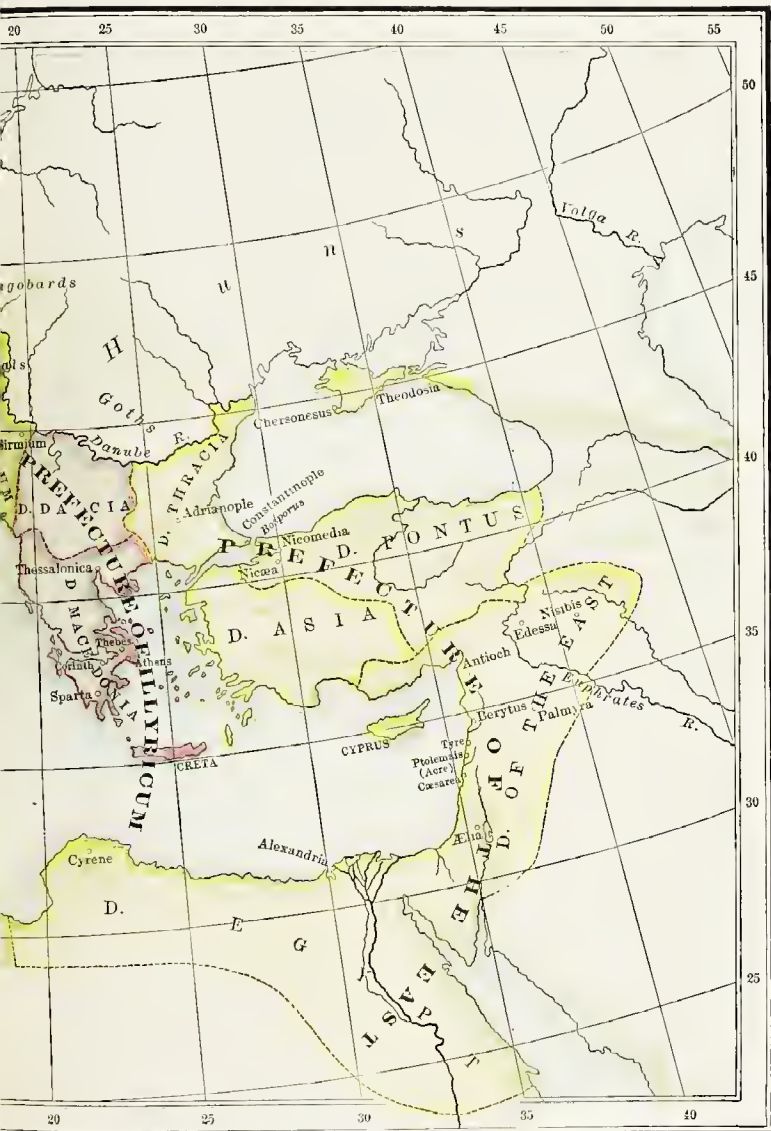 20 25 30 35 40 45 50 55
50
Volga R.
HUNS
45
Goths
Chersonesus
Theodosia
Danube R.
40
PREFECTURE OF ILLYRICUM
D. DACIA
D. THRACIA
Adrianople
Constantinople
Bosporus
Nicomedia
Nicæa
PREFECTURE OF THE EAST
D. PONTUS
Thessalonica
D. MACEDONIA
Thebes
Corinth
Athens
Sparta
D. ASIA
Nisibis
Edessa
35
Antioch
D. OF THE EAST
Euphrates R.
Berytus
Palmyra
CYPRUS
Tyre
Ptolemais
(Acre)
Cæsarea
CRETA
30
Ælia
Alexandria
Cyrene
D. EG
25
20 25 30 35 40